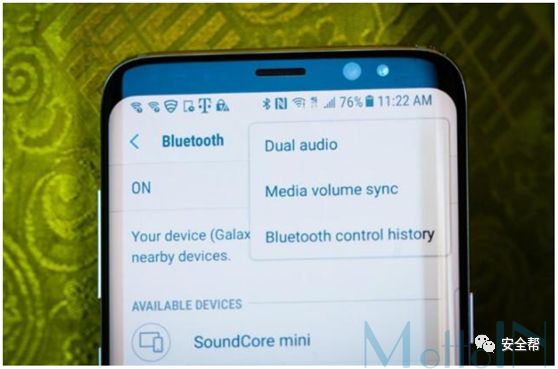 76% 11:22 AM
Bluetooth
Dual audio
ON
Media volume sync
Your device (Galax
Bluetooth control history
nearby devices.
AVAILABLE DEVICES
SoundCore mini
MottoIN
安全帮